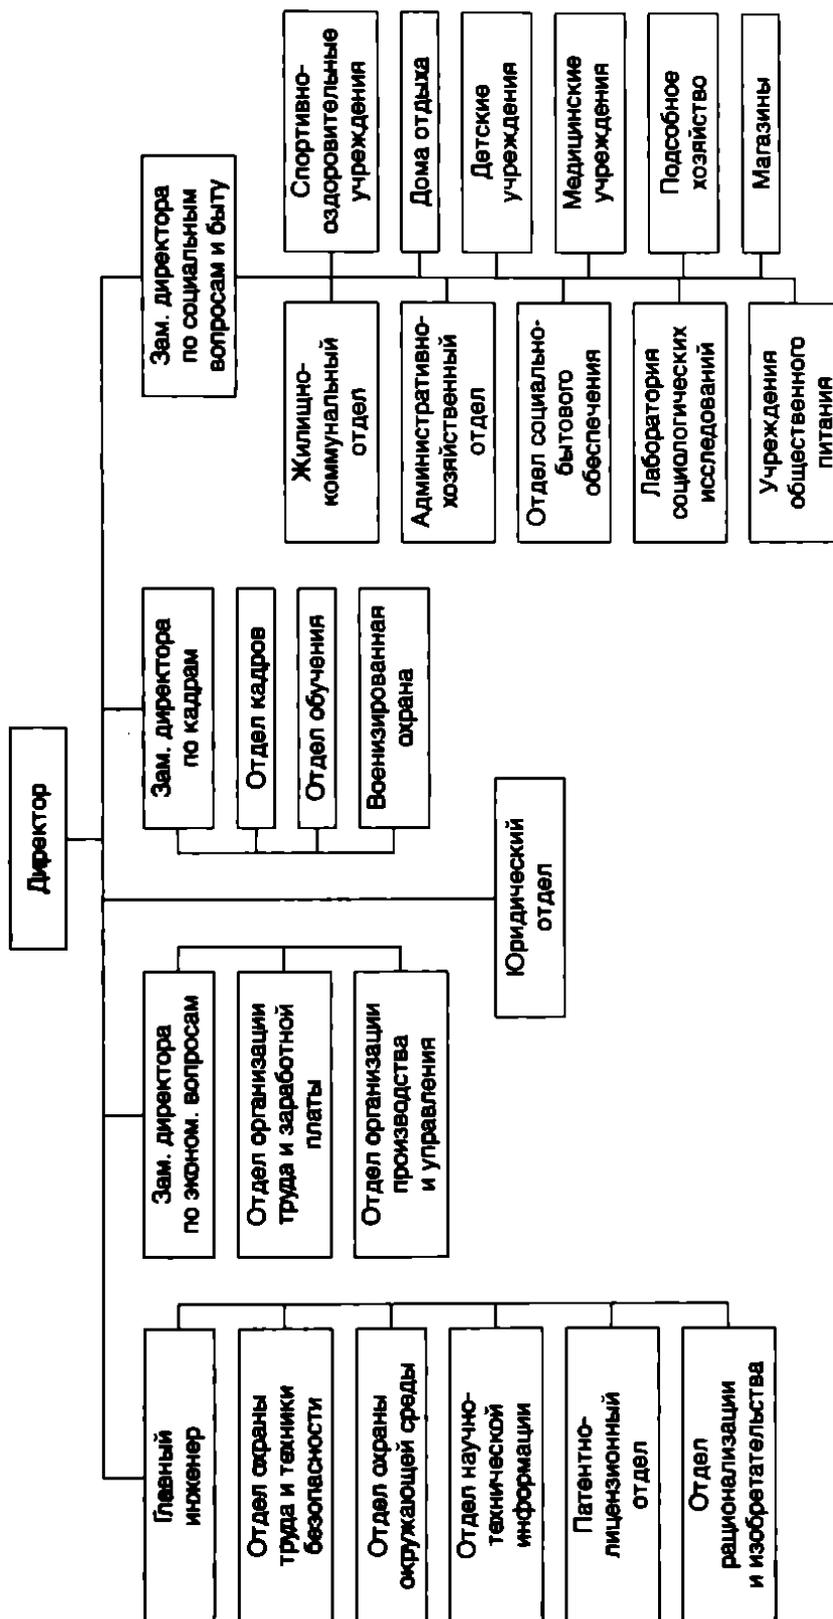 Директор
Главный
инженер
Отдел охраны
труда и техники
безопасности
Отдел охраны
окружающей среды
Отдел научно-
технической
информации
Патентно-
лицензионный
отдел
Отдел
рационализации
и изобретательства
Зам. директора
по эконом. вопросам
Отдел организации
труда и заработной
платы
Отдел организации
производства
и управления
Юридический
отдел
Зам. директора
по кадрам
Отдел кадров
Отдел обучения
Военизированная
охрана
Зам. директора
по социальным
вопросам и быту
Жилищно-
коммунальный
отдел
Административно-
хозяйственный
отдел
Отдел социально-
бытового
обеспечения
Лаборатория
социологических
исследований
Учреждения
общественного
питания
Спортивно-
оздоровительные
учреждения
Дома отдыха
Детские
учреждения
Медицинские
учреждения
Подсобное
хозяйство
Магазины